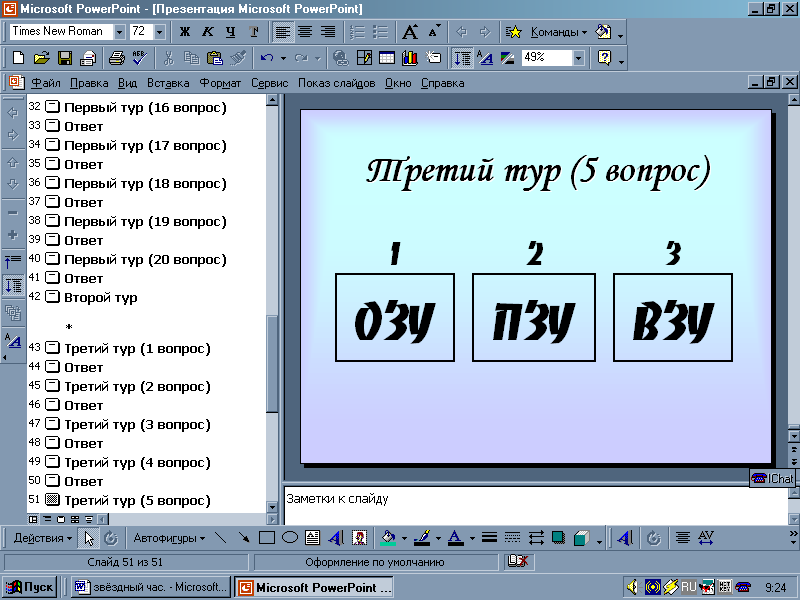 Microsoft PowerPoint - [Презентация Microsoft PowerPoint]
Times New Roman 72 Ж К Ч Команды
49%
Файл Правка Вид Вставка Формат Сервис Показ слайдов Окно Справка
32 Первый тур (16 вопрос)
33 Ответ
34 Первый тур (17 вопрос)
35 Ответ
36 Первый тур (18 вопрос)
37 Ответ
38 Первый тур (19 вопрос)
39 Ответ
40 Первый тур (20 вопрос)
41 Ответ
42 Второй тур
*
43 Третий тур (1 вопрос)
44 Ответ
45 Третий тур (2 вопрос)
46 Ответ
47 Третий тур (3 вопрос)
48 Ответ
49 Третий тур (4 вопрос)
50 Ответ
51 Третий тур (5 вопрос)
Третий тур (5 вопрос)
1 2 3
ОЗУ ПЗУ ВЗУ
IChat
Заметки к слайду
Действия Автофигуры
Слайд 51 из 51 Оформление по умолчанию
Пуск звёздный час. - Microsoft... Microsoft PowerPoint ... RU 9:24